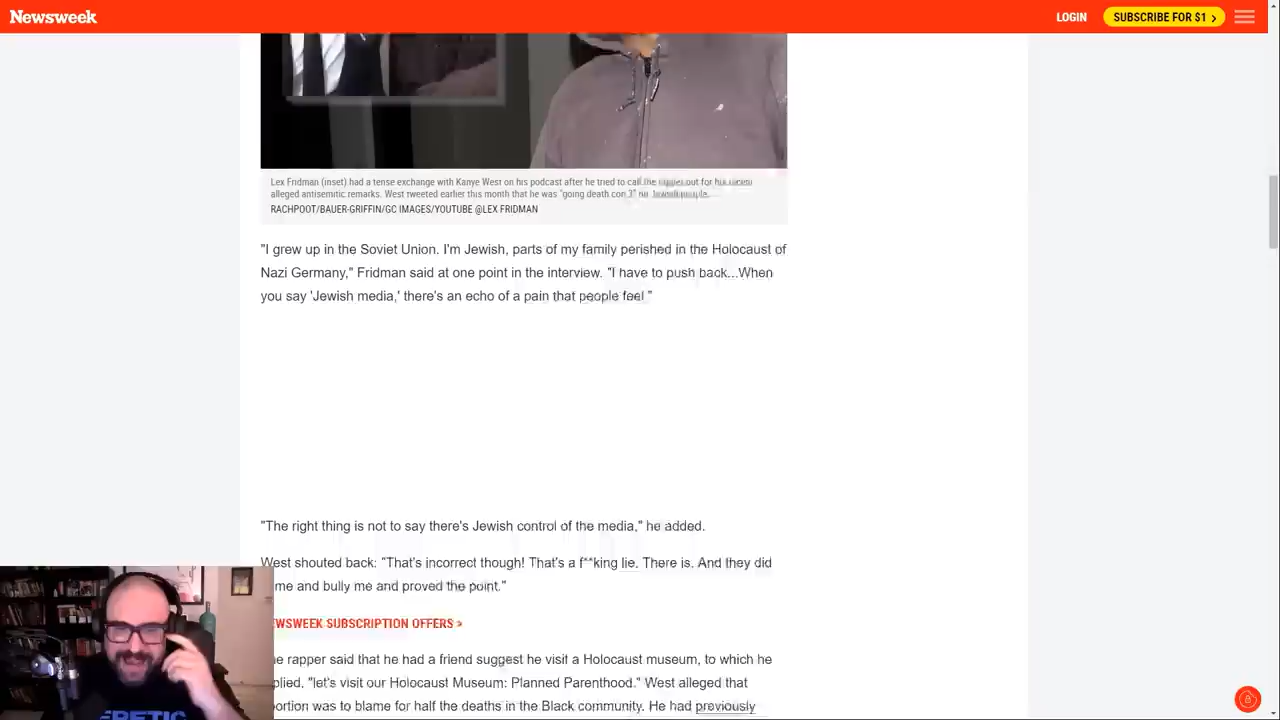 Newsweek
LOGIN
SUBSCRIBE FOR $1 >
Lex Fridman (inset) had a tense exchange with Kanye West on his podcast after he tried to call the rapper out for his recent
alleged antisemitic remarks. West tweeted earlier this month that he was "going death con 3" on Jewish people.
RACHPOOT/BAUER-GRIFFIN/GC IMAGES/YOUTUBE @LEX FRIDMAN
"I grew up in the Soviet Union. I'm Jewish, parts of my family perished in the Holocaust of
Nazi Germany," Fridman said at one point in the interview. "I have to push back...When
you say 'Jewish media,' there's an echo of a pain that people feel."
"The right thing is not to say there's Jewish control of the media," he added.
West shouted back: "That's incorrect though! That's a f**king lie. There is. And they did
me and bully me and proved the point."
EWSWEEK SUBSCRIPTION OFFERS >
e rapper said that he had a friend suggest he visit a Holocaust museum, to which he
plied, "let's visit our Holocaust Museum: Planned Parenthood." West alleged that
ortion was to blame for half the deaths in the Black community. He had previously